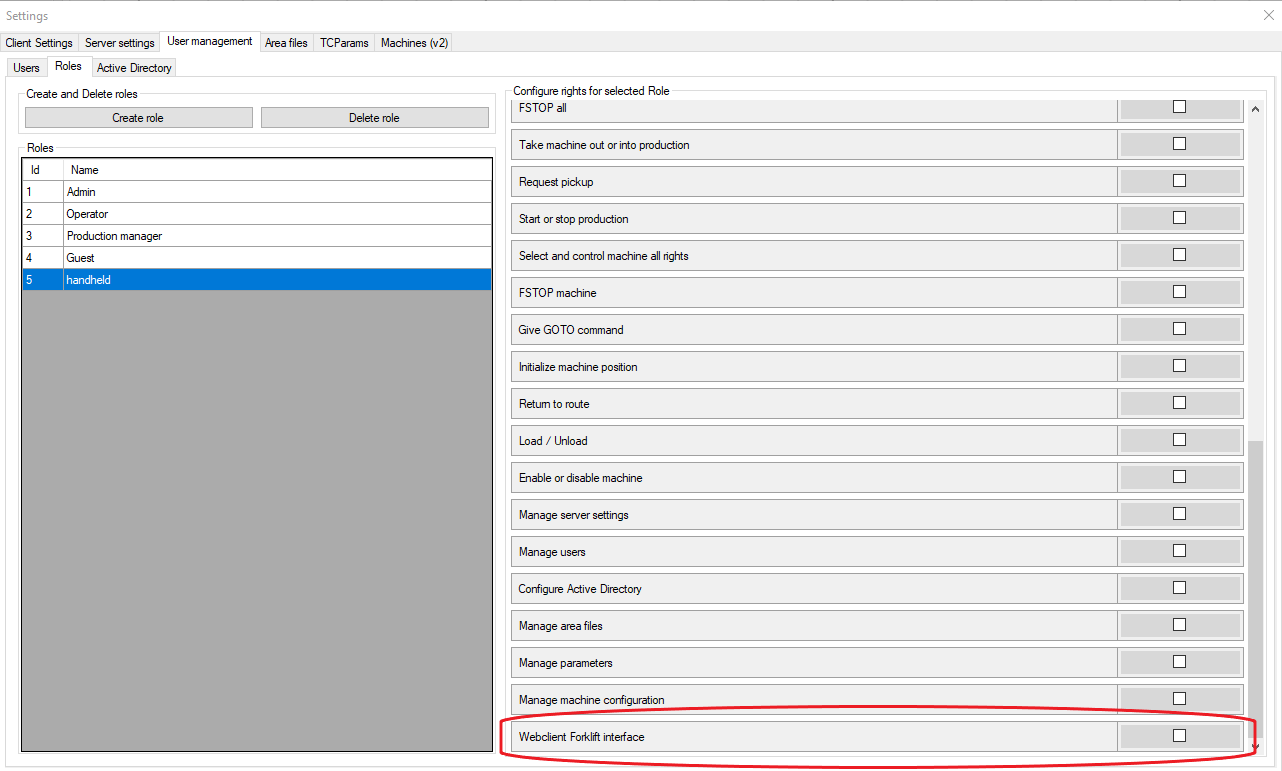 Settings
Client Settings Server settings User management Area files TCParams Machines (v2)
Users Roles Active Directory
Create and Delete roles
Create role Delete role
Roles
Id Name
1 Admin
2 Operator
3 Production manager
4 Guest
5 handheld
Configure rights for selected Role
FSTOP all
Take machine out or into production
Request pickup
Start or stop production
Select and control machine all rights
FSTOP machine
Give GOTO command
Initialize machine position
Return to route
Load / Unload
Enable or disable machine
Manage server settings
Manage users
Configure Active Directory
Manage area files
Manage parameters
Manage machine configuration
Webclient Forklift interface